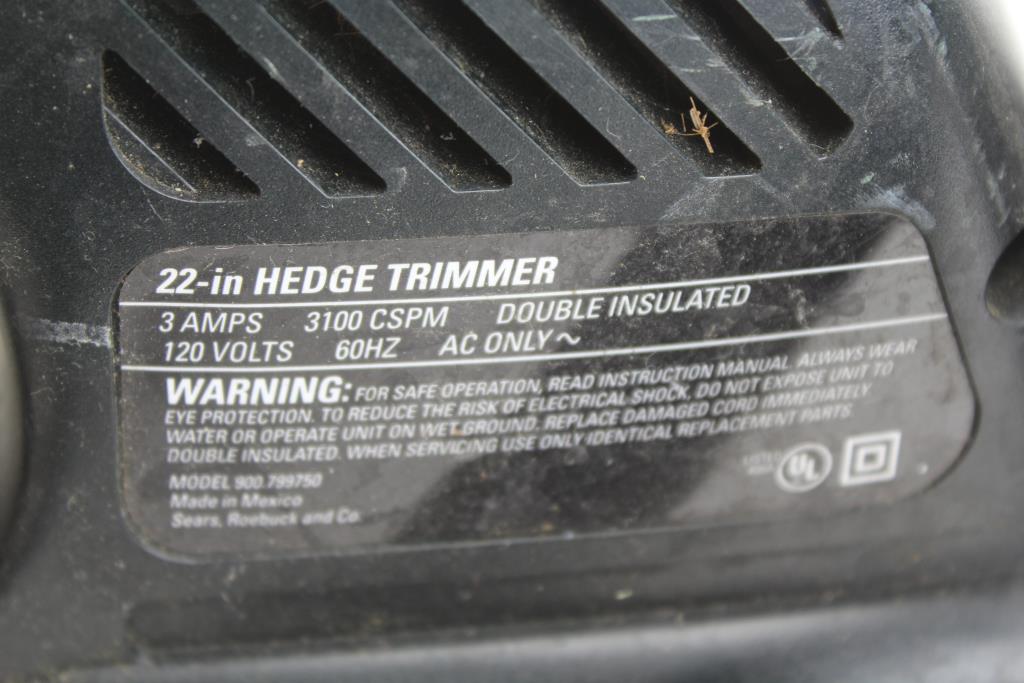 22-in HEDGE TRIMMER
3 AMPS 3100 CSPM DOUBLE INSULATED
120 VOLTS 60HZ AC ONLY ~
WARNING: FOR SAFE OPERATION, READ INSTRUCTION MANUAL. ALWAYS WEAR
EYE PROTECTION. TO REDUCE THE RISK OF ELECTRICAL SHOCK, DO NOT EXPOSE UNIT TO
WATER OR OPERATE UNIT ON WET GROUND. REPLACE DAMAGED CORD IMMEDIATELY.
DOUBLE INSULATED. WHEN SERVICING USE ONLY IDENTICAL REPLACEMENT PARTS.
MODEL 900.799750
Made in Mexico
Sears, Roebuck and Co.
LISTED
UL